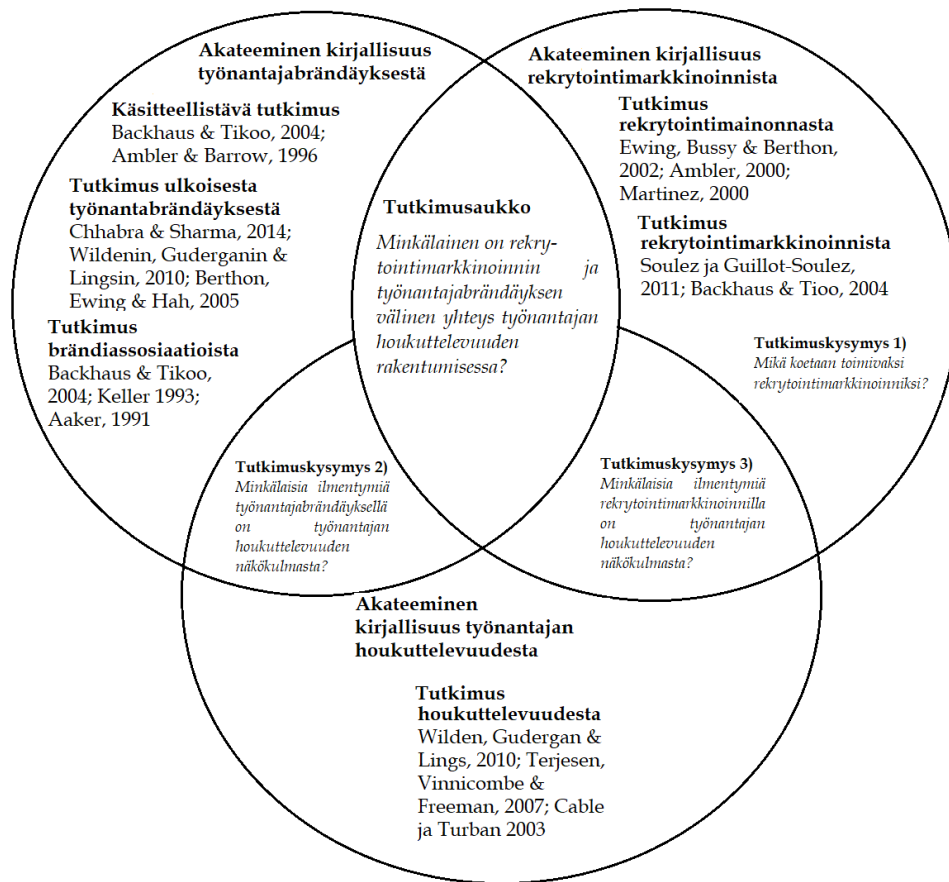 Akateeminen kirjallisuus
työnantajabrändäyksestä
Käsitteellistävä tutkimus
Backhaus & Tikoo, 2004;
Ambler & Barrow, 1996
Tutkimus ulkoisesta
työnantabrändäyksestä
Chhabra & Sharma, 2014;
Wildenin, Guderganin &
Lingsin, 2010; Berthon,
Ewing & Hah, 2005
Tutkimus
brändiassosiaatioista
Backhaus & Tikoo,
2004; Keller 1993;
Aaker, 1991
Akateeminen kirjallisuus
rekrytointimarkkinoinnista
Tutkimus
rekrytointimainonnasta
Ewing, Bussy & Berthon,
2002; Ambler, 2000;
Martinez, 2000
Tutkimus
rekrytointimarkkinoinnista
Soulez ja Guillot-Soulez,
2011; Backhaus & Tioo, 2004
Tutkimusaukko
Minkälainen on rekry-
tointimarkkinoinnin ja
työnantajabrändäyksen
välinen yhteys työnantajan
houkuttelevuuden
rakentumisessa?
Tutkimuskysymys 1)
Mikä koetaan toimivaksi
rekrytointimarkkinoiniksi?
Tutkimuskysymys 2)
Minkälaisia ilmentymiä
työnantajabrändäyksellä
on työnantajan
houkuttelevuuden
näkökulmasta?
Tutkimuskysymys 3)
Minkälaisia ilmentymiä
rekrytointimarkkinoinnilla
on työnantajan
houkuttelevuuden
näkökulmasta?
Akateeminen
kirjallisuus työnantajan
houkuttelevuudesta
Tutkimus
houkuttelevuudesta
Wilden, Gudergan &
Lings, 2010; Terjesen,
Vinnicombe &
Freeman, 2007; Cable
ja Turban 2003